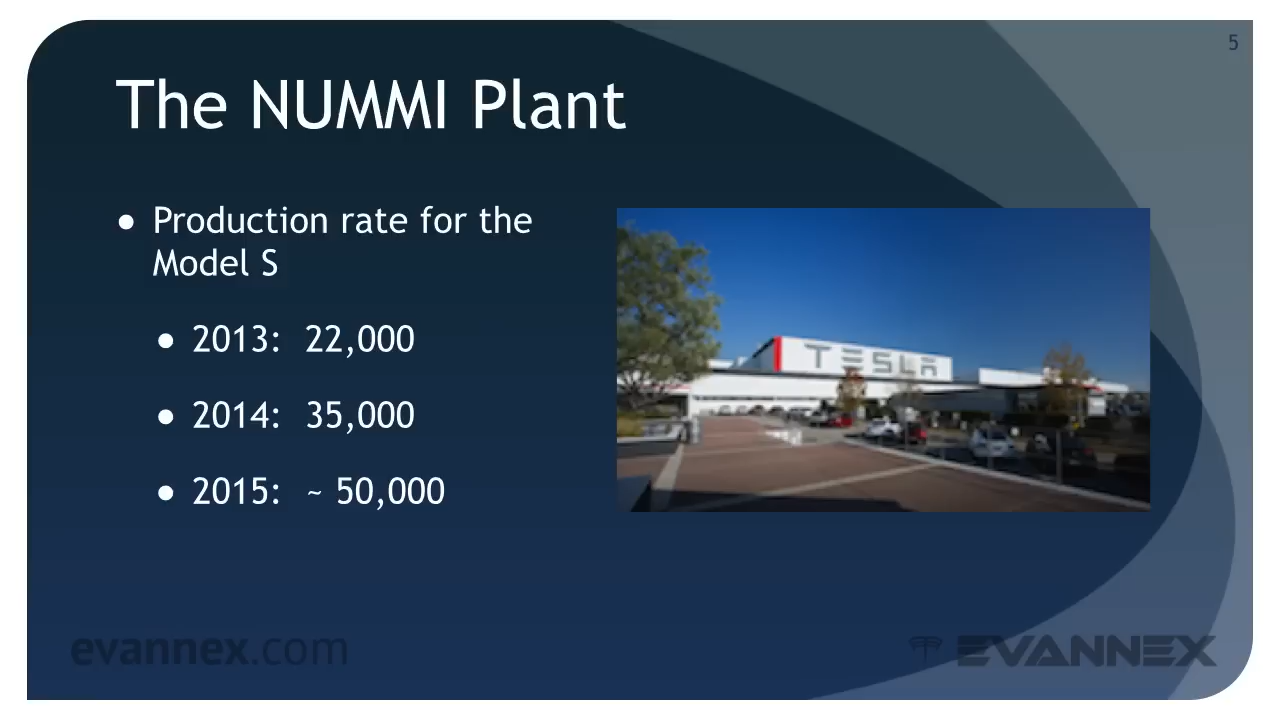 5
The NUMMI Plant
● Production rate for the
Model S
● 2013: 22,000
● 2014: 35,000
● 2015: ~ 50,000
TESLA
evannex.com
EVANNEX